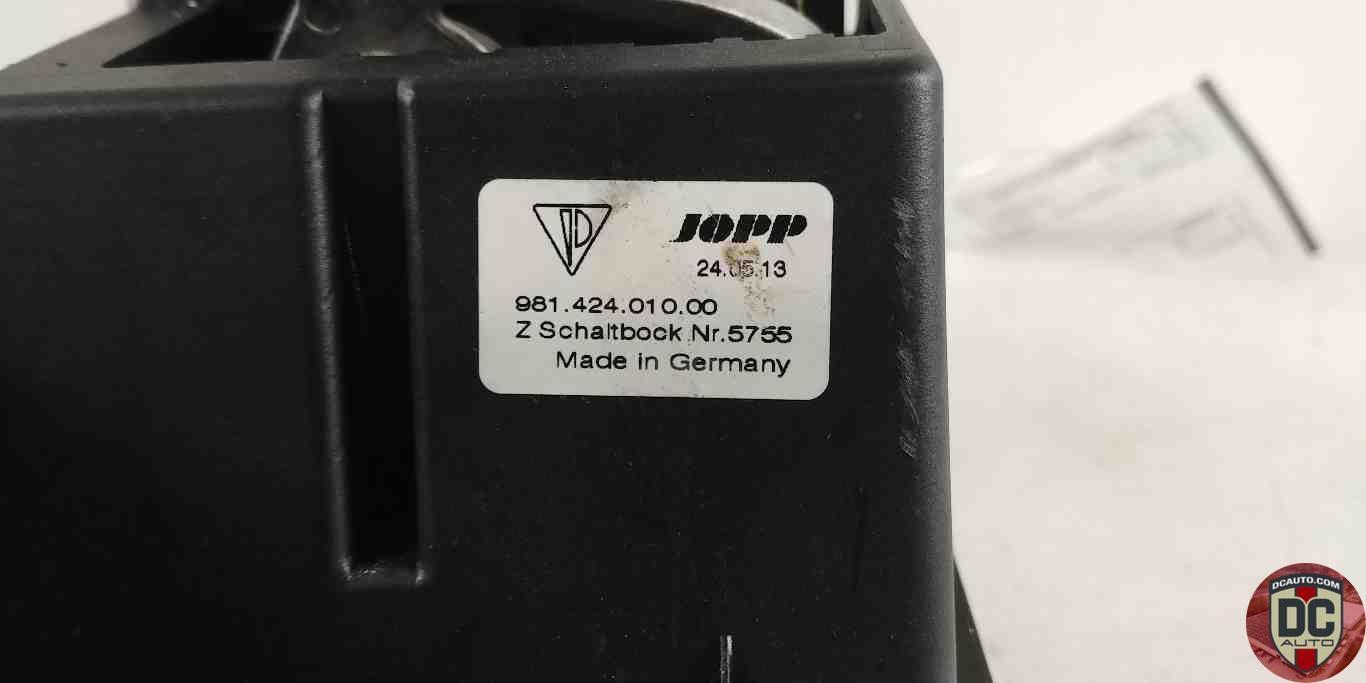 JOPP
24.05.13
981.424.010.00
Z Schaltbock Nr.5755
Made in Germany
DCAUTO.COM
DC
AUTO